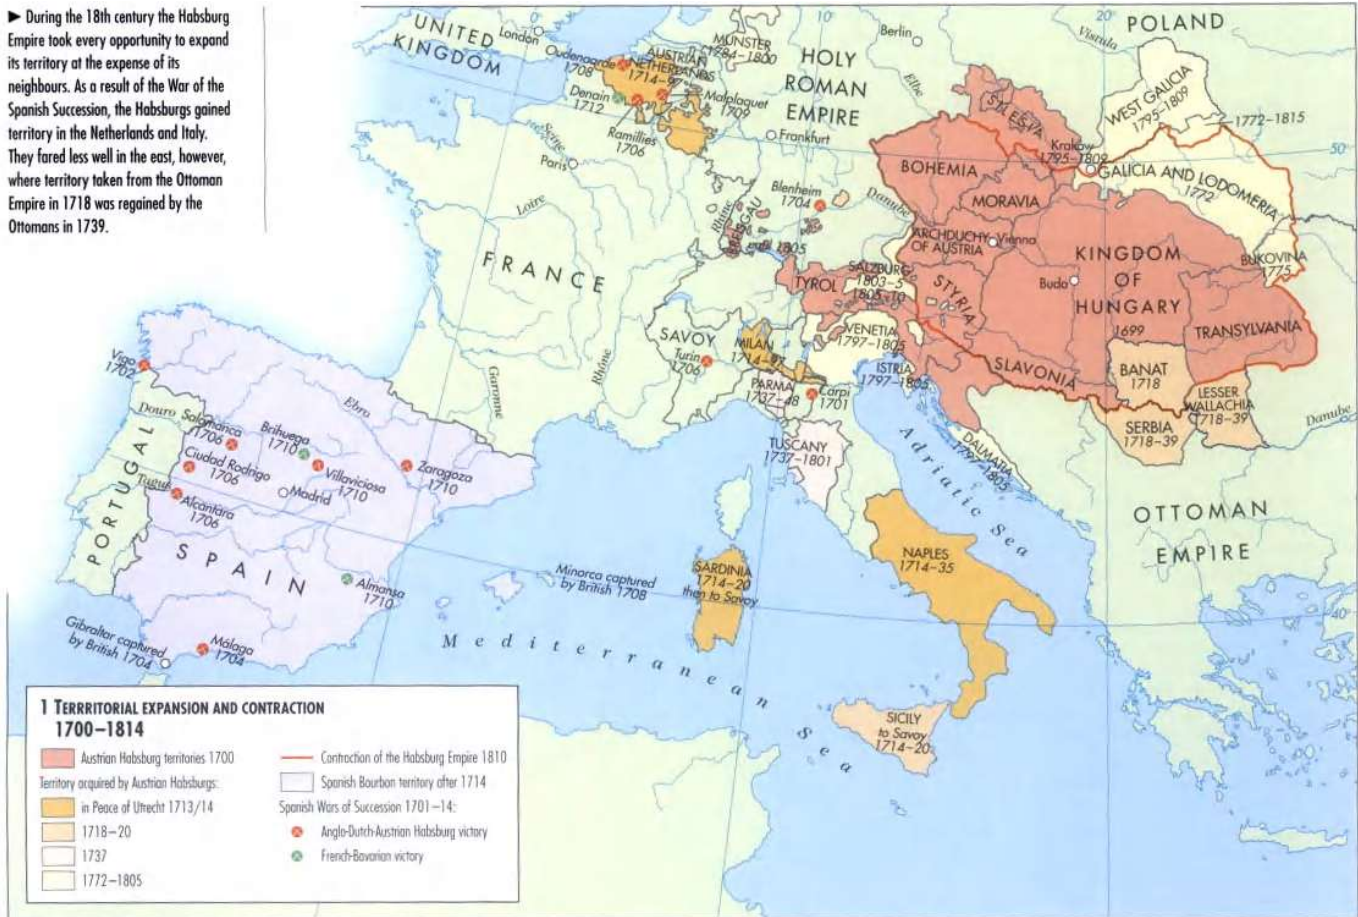 ► During the 18th century the Habsburg
Empire took every opportunity to expand
its territory at the expense of its
neighbours. As a result of the War of the
Spanish Succession, the Habsburgs gained
territory in the Netherlands and Italy.
They fared less well in the east, however,
where territory taken from the Ottoman
Empire in 1718 was regained by the
Ottomans in 1739.
0°
10°
20°
50°
40°
UNITED
KINGDOM
London
Oudenaarde
1708
AUSTRIAN
NETHERLANDS
1714–97
MUNSTER
1784–1800
Denain
1712
Malplaquet
1709
Ramillies
1706
HOLY
ROMAN
EMPIRE
Berlin
Elbe
Frankfurt
POLAND
Vistula
WEST GALICIA
1795–1809
1772–1815
SILESIA
Krakow
1795–1809
GALICIA AND LODOMERIA
1772
BOHEMIA
MORAVIA
Seine
Paris
Loire
Blenheim
1704
Danube
Rhine
BREISGAU
until 1805
ARCHDUCHY
OF AUSTRIA
Vienna
FRANCE
KINGDOM
OF
HUNGARY
1699
Buda
BUKOVINA
1775
TYROL
SALZBURG
1803–5
1805–10
STYRIA
TRANSYLVANIA
SAVOY
Turin
1706
MILAN
1714–97
VENETIA
1797–1805
ISTRIA
1797–1805
SLAVONIA
BANAT
1718
LESSER
WALLACHIA
1718–39
SERBIA
1718–39
Danube
PARMA
1737–48
Carpi
1701
Rhône
Garonne
Vigo
1702
Douro
Salamanca
1706
Brihuega
1710
Ebro
Ciudad Rodrigo
1706
Villaviciosa
1710
Zaragoza
1710
Madrid
Tagus
Alcantara
1706
PORTUGAL
SPAIN
Almansa
1710
Málaga
1704
Gibraltar captured
by British 1704
Minorca captured
by British 1708
TUSCANY
1737–1801
DALMATIA
1797–1805
Adriatic Sea
OTTOMAN
EMPIRE
NAPLES
1714–35
SARDINIA
1714–20
then to Savoy
Mediterranean Sea
SICILY
to Savoy
1714–20
1 TERRRITORIAL EXPANSION AND CONTRACTION
1700–1814
Austrian Habsburg territories 1700
Territory acquired by Austrian Habsburgs:
in Peace of Utrecht 1713/14
1718–20
1737
1772–1805
Contraction of the Habsburg Empire 1810
Spanish Bourbon territory after 1714
Spanish Wars of Succession 1701–14:
Anglo-Dutch-Austrian Habsburg victory
French-Bavarian victory